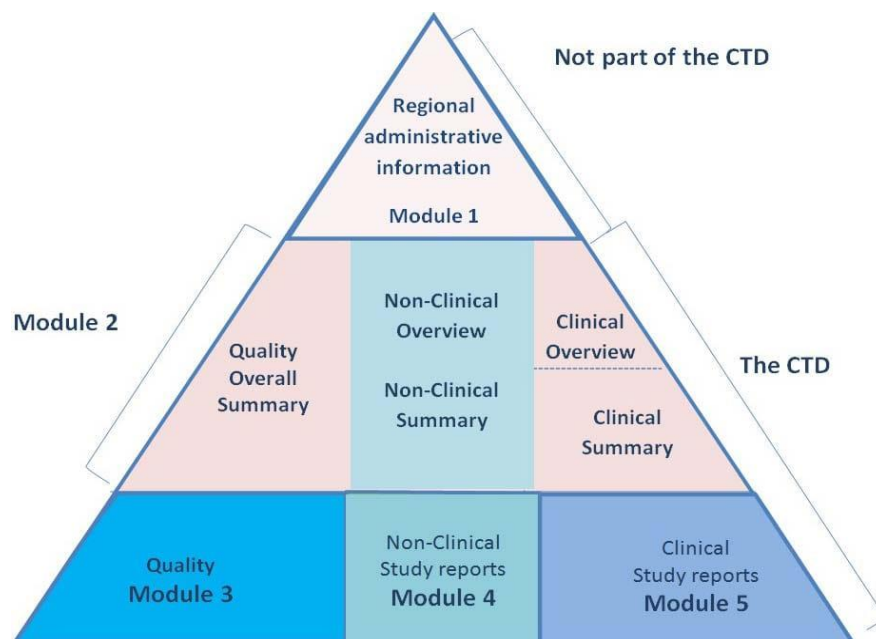 Not part of the CTD
Regional
administrative
information
Module 1
Module 2
Quality
Overall
Summary
Non-Clinical
Overview
Non-Clinical
Summary
Clinical
Overview
Clinical
Summary
The CTD
Quality
Module 3
Non-Clinical
Study reports
Module 4
Clinical
Study reports
Module 5